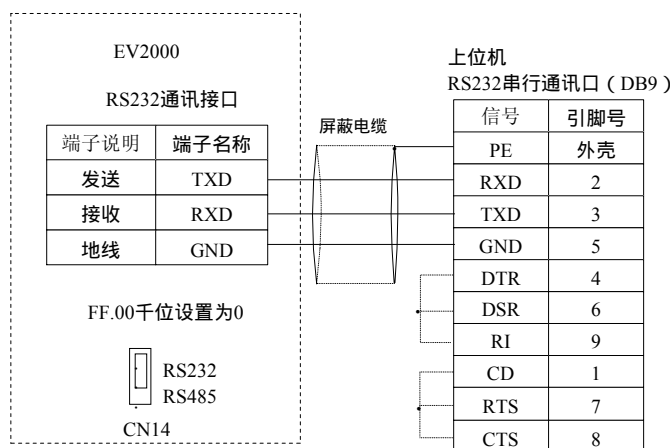 EV2000
RS232通讯接口
端子说明 端子名称
发送 TXD
接收 RXD
地线 GND
FF.00千位设置为0
RS232
RS485
CN14
屏蔽电缆
上位机
RS232串行通讯口（DB9）
信号 引脚号
PE 外壳
RXD 2
TXD 3
GND 5
DTR 4
DSR 6
RI 9
CD 1
RTS 7
CTS 8